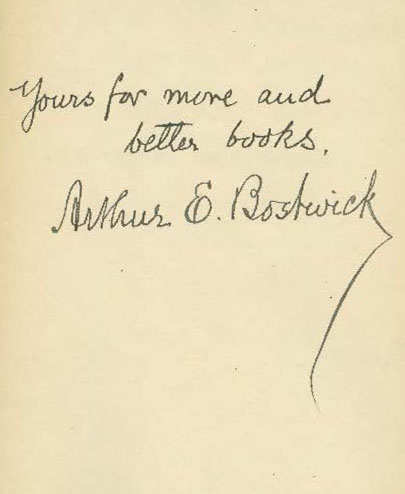 Yours for more and
better books.
Arthur E. Bostwick